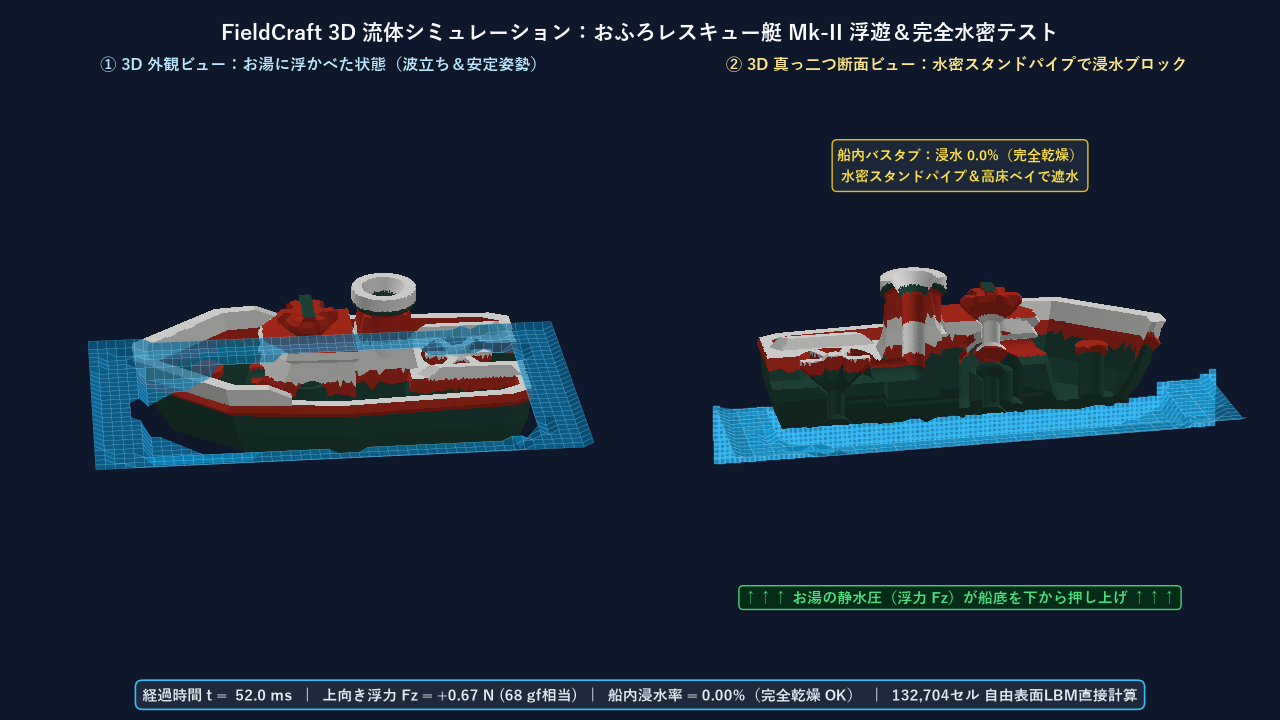 FieldCraft 3D 流体シミュレーション：おふろレスキュー艇 Mk-II 浮遊＆完全水密テスト
① 3D 外観ビュー：お湯に浮かべた状態（波立ち＆安定姿勢）
② 3D 真っ二つ断面ビュー：水密スタンドパイプで浸水ブロック
船内バスタブ：浸水 0.0%（完全乾燥）
水密スタンドパイプ＆高床ベイで遮水
↑ ↑ ↑ お湯の静水圧（浮力 Fz）が船底を下から押し上げ ↑ ↑ ↑
経過時間 t = 52.0 ms ｜ 上向き浮力 Fz = +0.67 N (68 gf相当) ｜ 船内浸水率 = 0.00%（完全乾燥 OK） ｜ 132,704セル 自由表面LBM直接計算